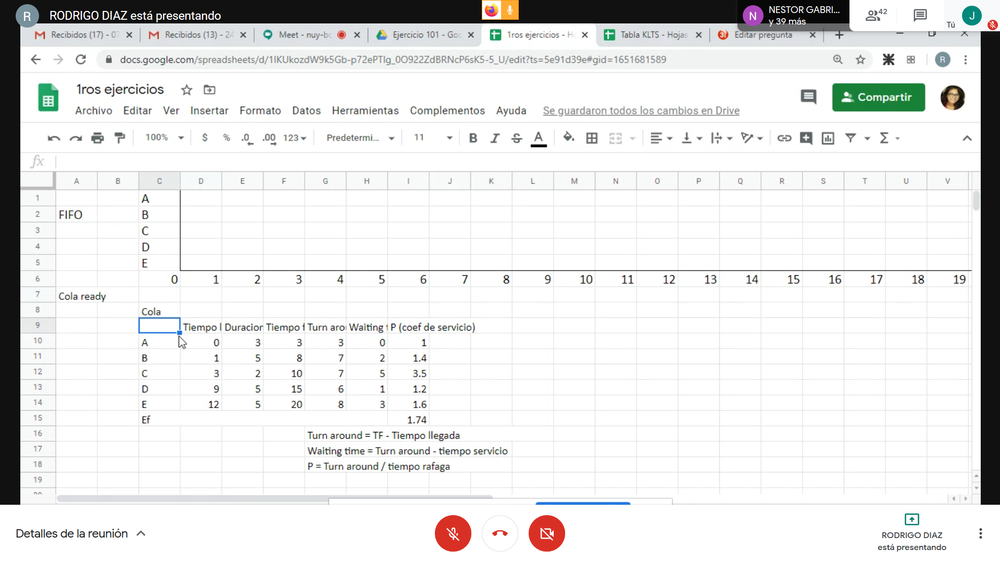 R RODRIGO DIAZ está presentando
N NESTOR GABRI...
y 39 más
42
Tú
J
Recibidos (17) - 07
Recibidos (13) - 24
Meet - nuy-bc
Ejercicio 101 - Goc
1ros ejercicios - Ho
Tabla KLTS - Hojas
Editar pregunta
docs.google.com/spreadsheets/d/1IKUkozdW9k5Gb-p72ePTIg_0O922ZdBRNcP6sK5-5_U/edit?ts=5e91d39e#gid=1651681589
R
1ros ejercicios
Compartir
Archivo Editar Ver Insertar Formato Datos Herramientas Complementos Ayuda Se guardaron todos los cambios en Drive
100% $ % .0 .00 123 Predetermi... 11 B I S A
fx
A B C D E F G H I J K L M N O P Q R S T U V
1 A
2 FIFO B
3 C
4 D
5 E
6 0 1 2 3 4 5 6 7 8 9 10 11 12 13 14 15 16 17 18 19
7 Cola ready
8 Cola
9 Tiempo l Duracion Tiempo f Turn arou Waiting t P (coef de servicio)
10 A 0 3 3 3 0 1
11 B 1 5 8 7 2 1.4
12 C 3 2 10 7 5 3.5
13 D 9 5 15 6 1 1.2
14 E 12 5 20 8 3 1.6
15 Ef 1.74
16 Turn around = TF - Tiempo llegada
17 Waiting time = Turn around - tiempo servicio
18 P = Turn around / tiempo rafaga
19
20
Detalles de la reunión
RODRIGO DIAZ
está presentando